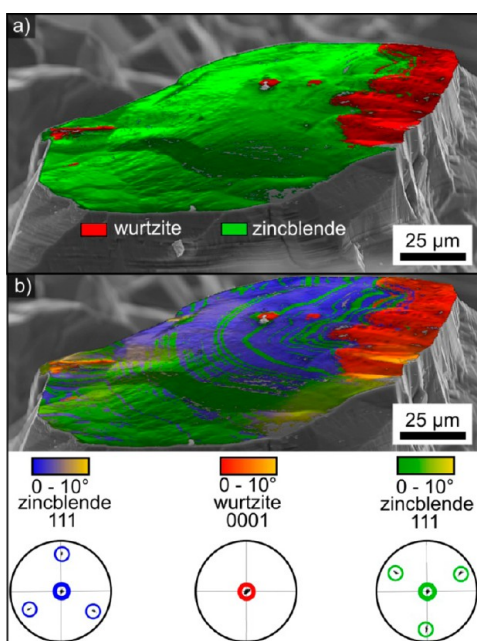 a)
wurtzite zincblende
25 μm
b)
25 μm
0 - 10° 0 - 10° 0 - 10°
zincblende wurtzite zincblende
111 0001 111